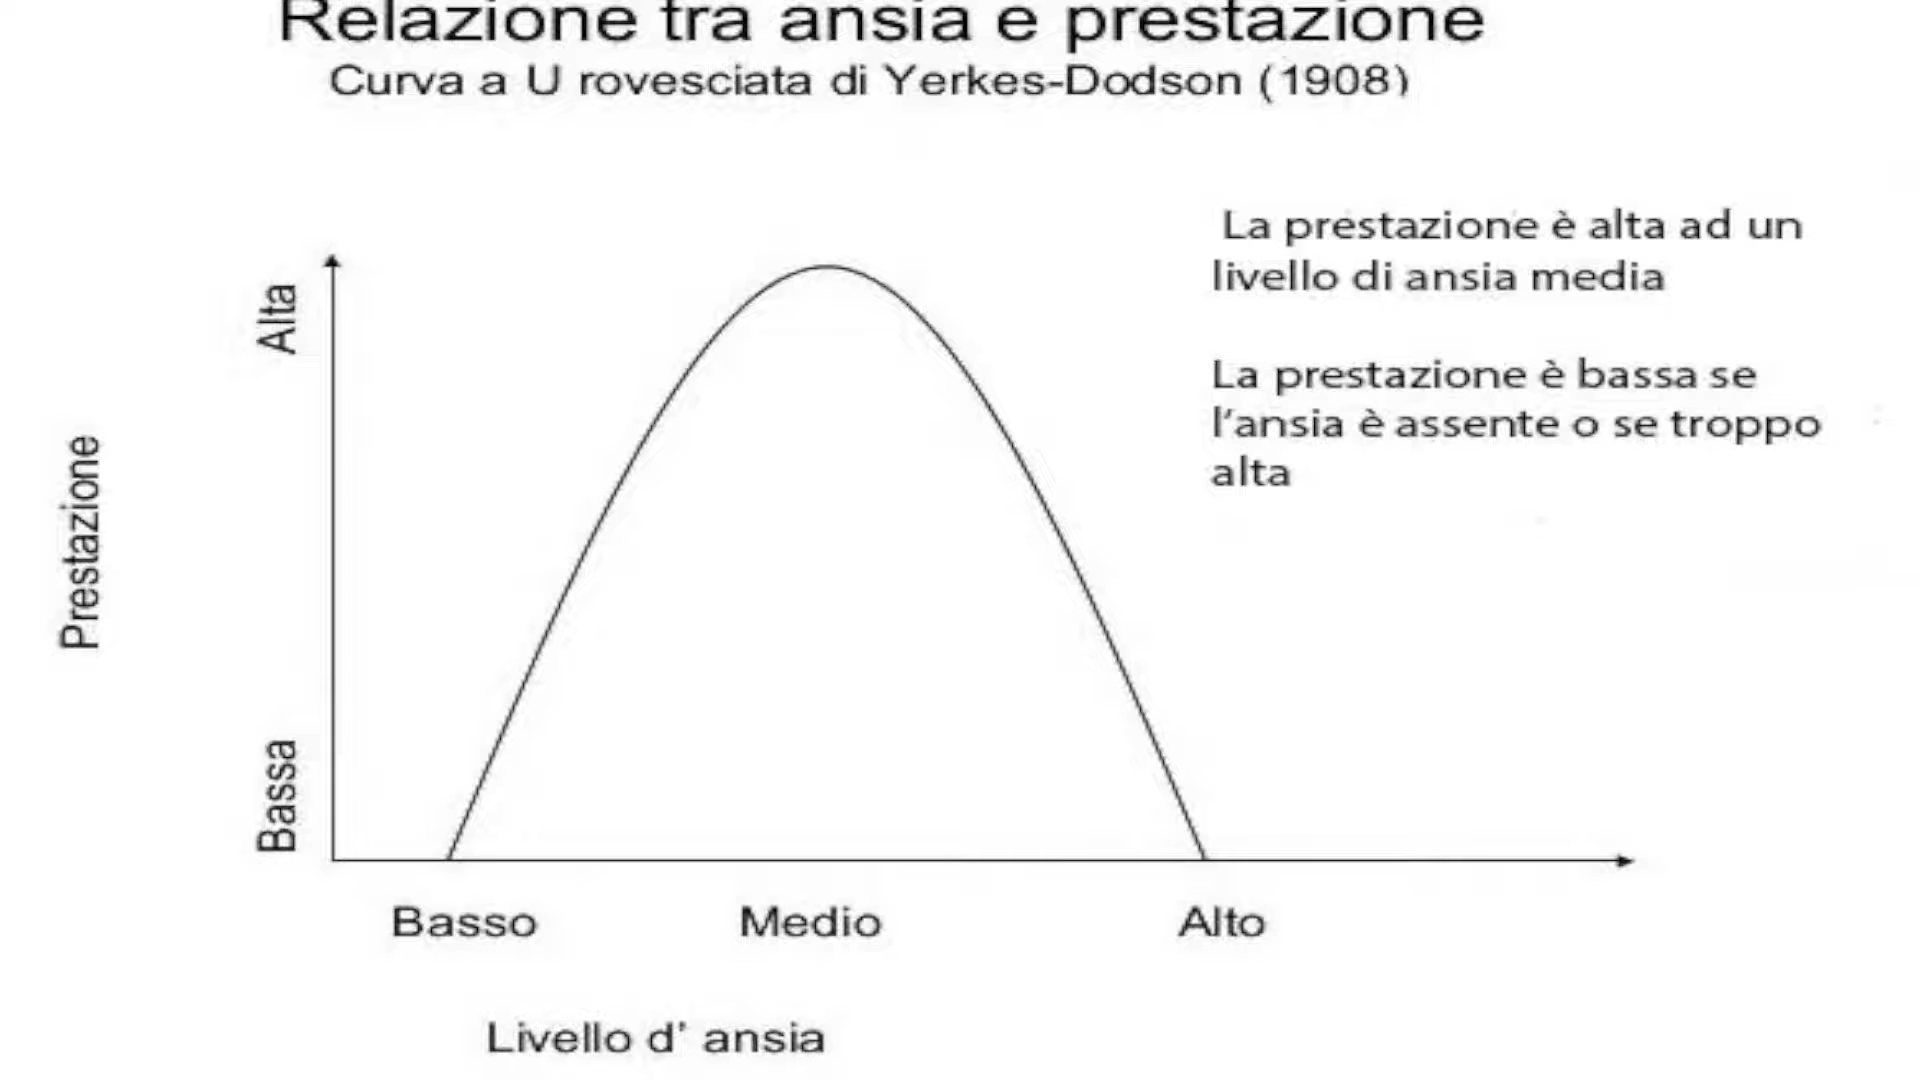 Relazione tra ansia e prestazione
Curva a U rovesciata di Yerkes-Dodson (1908)
La prestazione è alta ad un
livello di ansia media
La prestazione è bassa se
l'ansia è assente o se troppo
alta
Alta
Prestazione
Bassa
Basso Medio Alto
Livello d' ansia